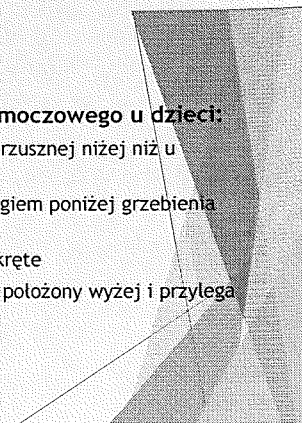 moczowego u dzieci:
rzusznej niżej niż u
giem poniżej grzebienia
kręte
położony wyżej i przylega